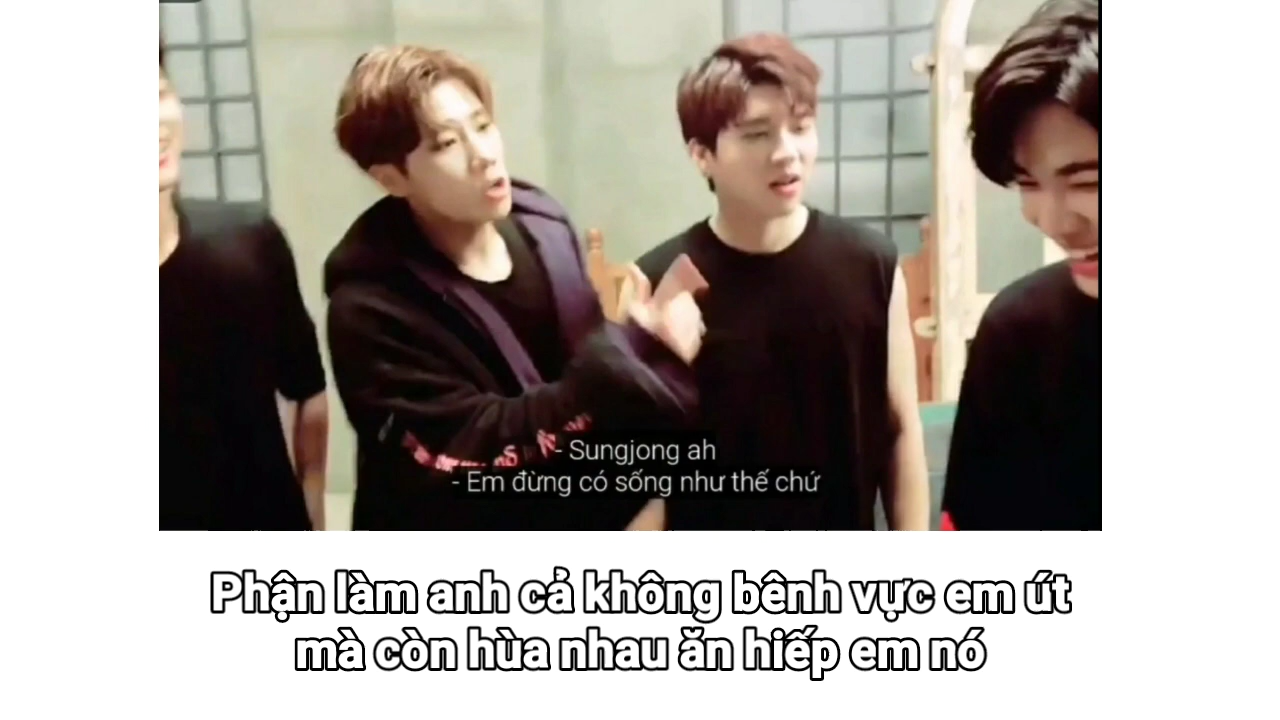 - Sungjong ah
- Em đừng có sống như thế chứ
Phận làm anh cả không bênh vực em út
mà còn hùa nhau ăn hiếp em nó